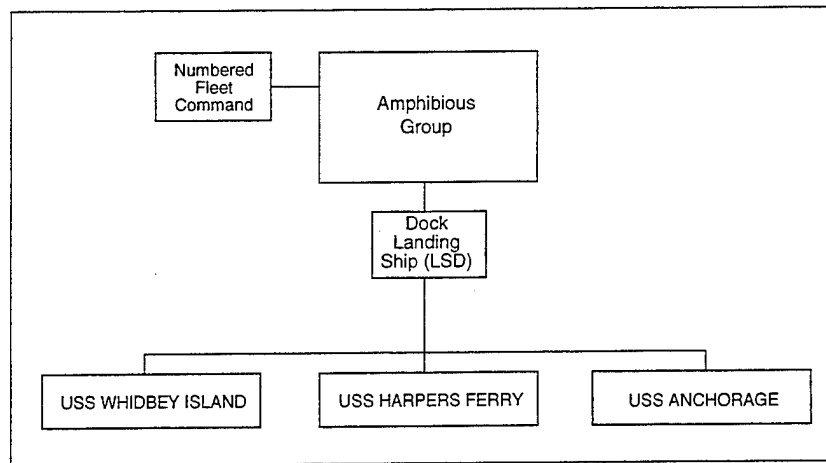 Numbered
Fleet
Command
Amphibious
Group
Dock
Landing
Ship (LSD)
USS WHIDBEY ISLAND
USS HARPERS FERRY
USS ANCHORAGE